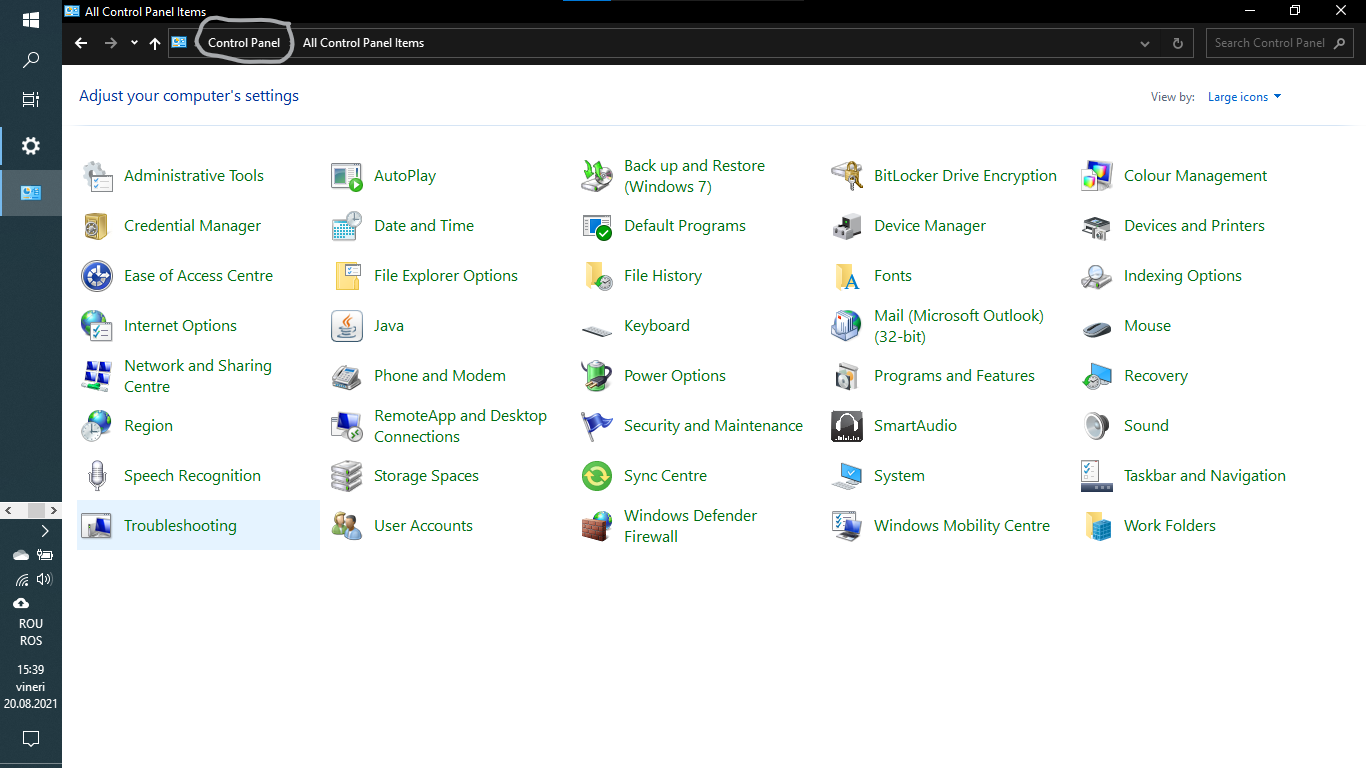 All Control Panel Items
Control Panel
All Control Panel Items
Search Control Panel
Adjust your computer's settings
View by:
Large icons
Administrative Tools
AutoPlay
Back up and Restore
(Windows 7)
BitLocker Drive Encryption
Colour Management
Credential Manager
Date and Time
Default Programs
Device Manager
Devices and Printers
Ease of Access Centre
File Explorer Options
File History
Fonts
Indexing Options
Internet Options
Java
Keyboard
Mail (Microsoft Outlook)
(32-bit)
Mouse
Network and Sharing
Centre
Phone and Modem
Power Options
Programs and Features
Recovery
Region
RemoteApp and Desktop
Connections
Security and Maintenance
SmartAudio
Sound
Speech Recognition
Storage Spaces
Sync Centre
System
Taskbar and Navigation
Troubleshooting
User Accounts
Windows Defender
Firewall
Windows Mobility Centre
Work Folders
ROU
ROS
15:39
vineri
20.08.2021